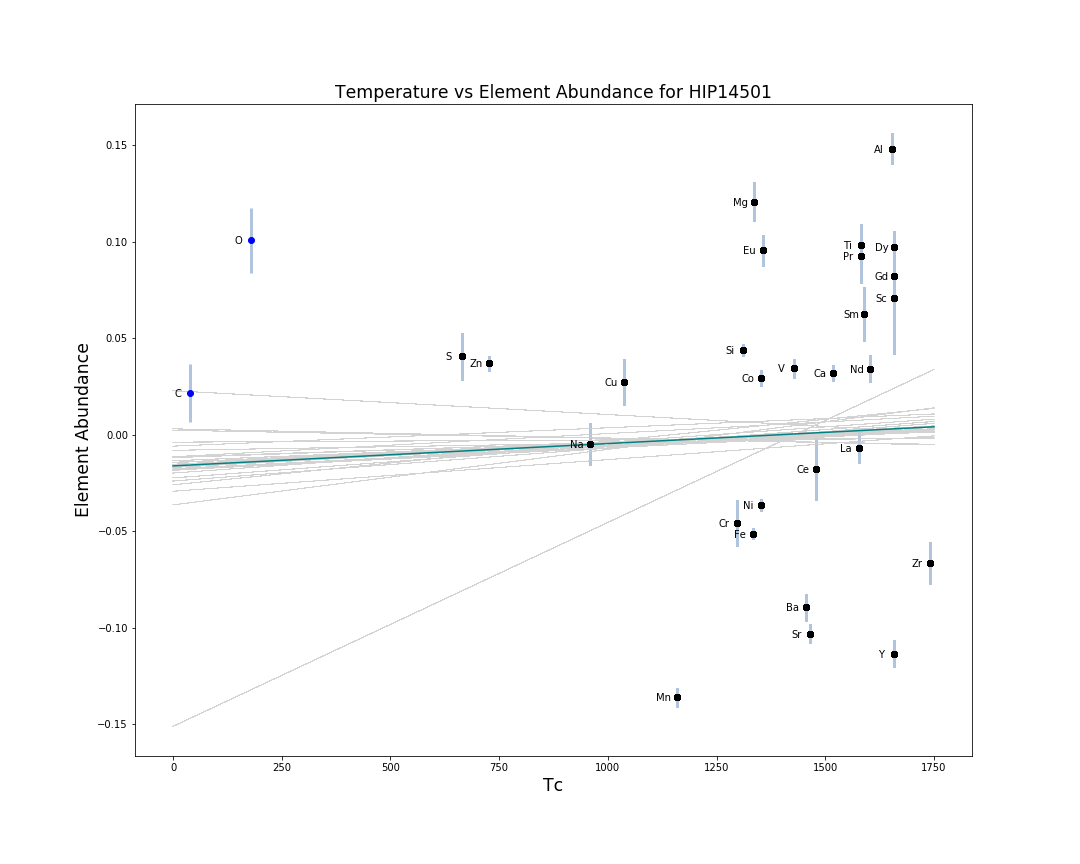 Temperature vs Element Abundance for HIP14501
Element Abundance
0.15
0.10
0.05
0.00
−0.05
−0.10
−0.15
Al
Mg
O
Eu
Ti
Dy
Pr
Gd
Sc
Sm
S
Zn
Si
Cu
Co
V
Ca
Nd
C
Na
La
Ce
Ni
Cr
Fe
Zr
Ba
Sr
Y
Mn
0 250 500 750 1000 1250 1500 1750
Tc